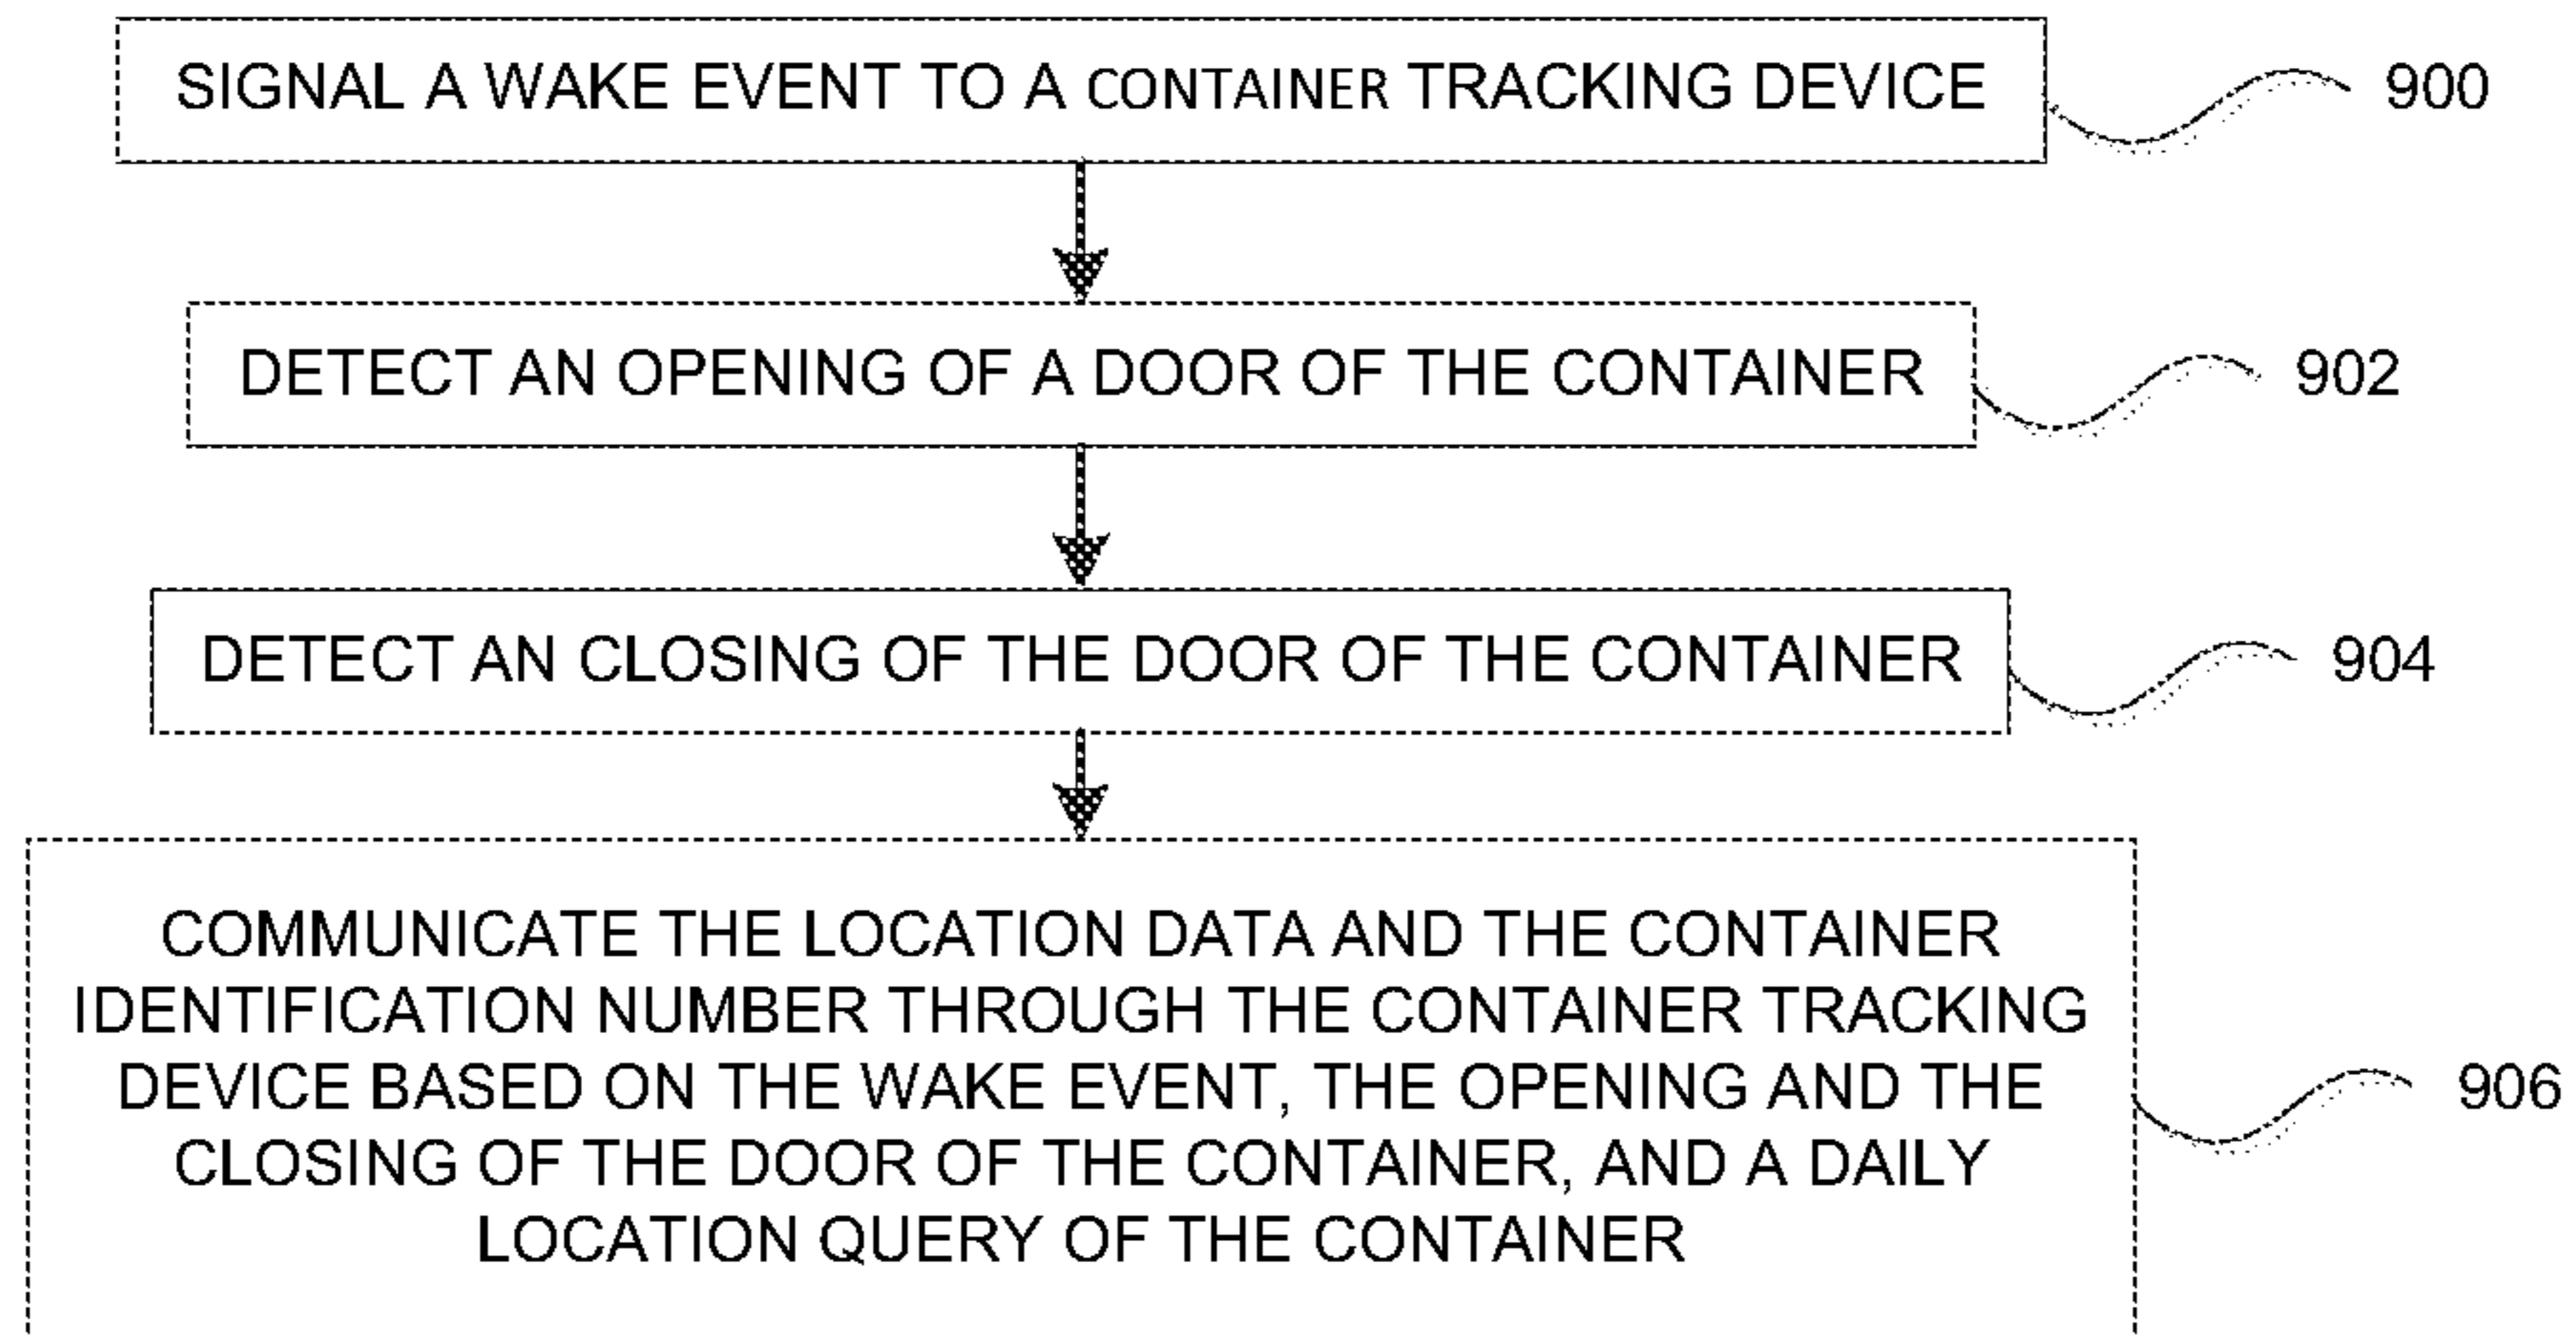 SIGNAL A WAKE EVENT TO A CONTAINER TRACKING DEVICE
900
DETECT AN OPENING OF A DOOR OF THE CONTAINER
902
DETECT AN CLOSING OF THE DOOR OF THE CONTAINER
904
COMMUNICATE THE LOCATION DATA AND THE CONTAINER
IDENTIFICATION NUMBER THROUGH THE CONTAINER TRACKING
DEVICE BASED ON THE WAKE EVENT, THE OPENING AND THE
CLOSING OF THE DOOR OF THE CONTAINER, AND A DAILY
LOCATION QUERY OF THE CONTAINER
906